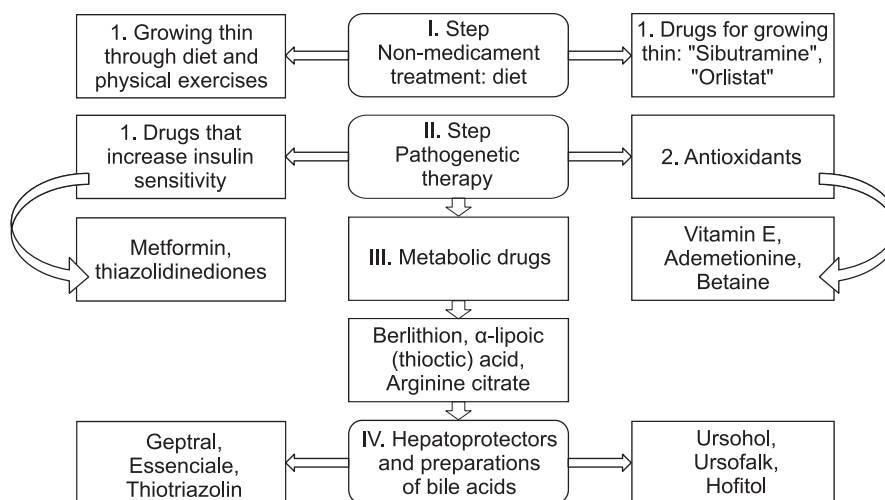 1. Growing thin
through diet and
physical exercises
I. Step
Non-medicament
treatment: diet
1. Drugs for growing
thin: "Sibutramine",
"Orlistat"
1. Drugs that
increase insulin
sensitivity
II. Step
Pathogenetic
therapy
2. Antioxidants
Metformin,
thiazolidinediones
III. Metabolic drugs
Vitamin E,
Ademetionine,
Betaine
Berlithion, α-lipoic
(thioctic) acid,
Arginine citrate
Geptral,
Essenciale,
Thiotriazolin
IV. Hepatoprotectors
and preparations
of bile acids
Ursohol,
Ursofalk,
Hofitol